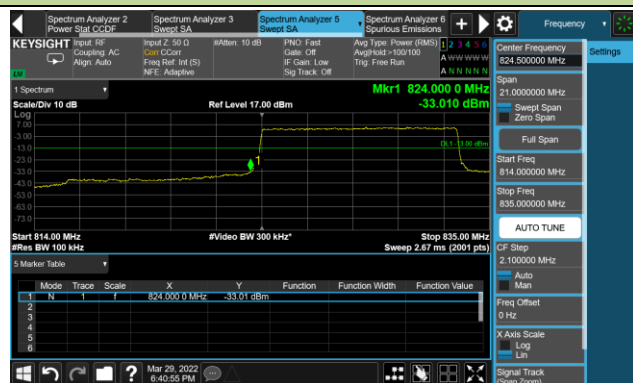 Spectrum Analyzer 2
Power Stat CCDF
Spectrum Analyzer 3
Swept SA
Spectrum Analyzer 5
Swept SA
Spectrum Analyzer 6
Spurious Emissions
Frequency
KEYSIGHT
Input: RF
Coupling: AC
Align: Auto
Input Z: 50 Ω
Corr CCorr
Freq Ref: Int (S)
NFE: Adaptive
#Atten: 10 dB
PNO: Fast
Gate: Off
IF Gain: Low
Sig Track: Off
Avg Type: Power (RMS)
Avg|Hold:>100/100
Trig: Free Run
1 2 3 4 5 6
A W W W W W
A N N N N N
LXI
Center Frequency
824.500000 MHz
Settings
Span
21.0000000 MHz
Swept Span
Zero Span
Full Span
Start Freq
814.000000 MHz
Stop Freq
835.000000 MHz
AUTO TUNE
CF Step
2.100000 MHz
Auto
Man
Freq Offset
0 Hz
X Axis Scale
Log
Lin
Signal Track
(Span Zoom)
1 Spectrum
Mkr1 824.000 0 MHz
Scale/Div 10 dB
Ref Level 17.00 dBm
-33.010 dBm
Log
7.00
-3.00
-13.0
-23.0
-33.0
-43.0
-53.0
-63.0
-73.0
DL1 -13.00 dBm
1
Start 814.00 MHz
#Video BW 300 kHz*
Stop 835.00 MHz
#Res BW 100 kHz
Sweep 2.67 ms (2001 pts)
5 Marker Table
Mode Trace Scale X Y Function Function Width Function Value
1 N 1 f 824.000 0 MHz -33.01 dBm
2
3
4
5
6
Mar 29, 2022
6:40:55 PM